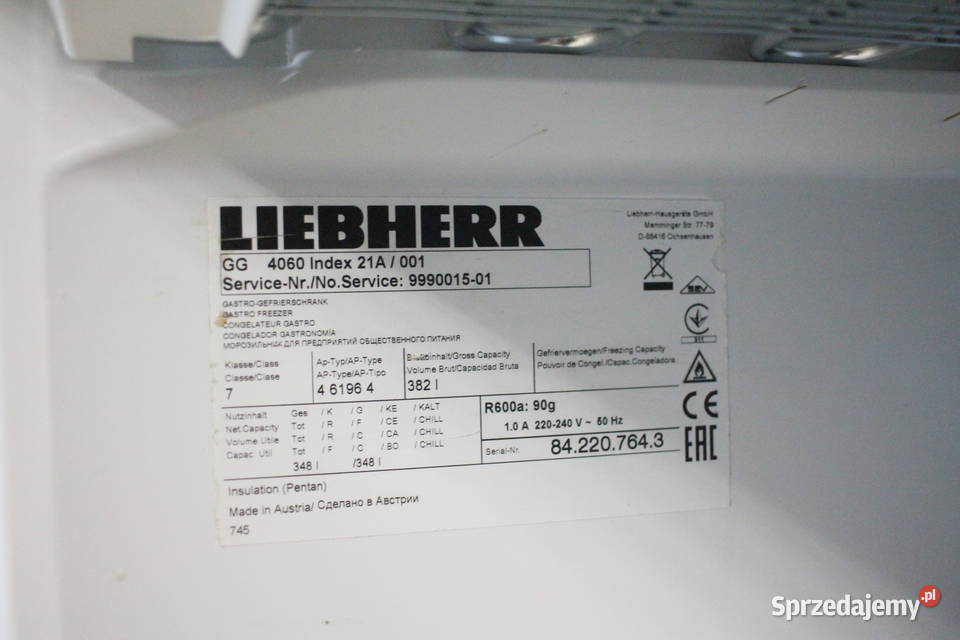 LIEBHERR
Liebherr-Hausgeräte GmbH
Memminger Str. 77-79
D-88416 Ochsenhausen
GG 4060 Index 21A / 001
Service-Nr./No.Service: 9990015-01
GASTRO-GEFRIERSCHRANK
GASTRO FREEZER
CONGELATEUR GASTRO
CONGELADOR GASTRONOMÍA
МОРОЗИЛЬНИК ДЛЯ ПРЕДПРИЯТИЙ ОБЩЕСТВЕННОГО ПИТАНИЯ
Klasse/Class
Classe/Clase
7
Ap-Typ/AP-Type
AP-Type/AP-Tipo
4 6196 4
Bruttoinhalt/Gross Capacity
Volume Brut/Capacidad Bruta
382 l
Gefriervermoegen/Freezing Capacity
Pouvoir de Congel./Capac.Congeladora
Nutzinhalt Ges / K / G / KE / KALT
Net.Capacity Tot / R / F / CE / CHILL
Volume Utile Tot / R / C / CA / CHILL
Capac. Util Tot / F / C / BO / CHILL
348 l /348 l
R600a: 90g
1.0 A 220-240 V ~ 50 Hz
Serial-Nr. 84.220.764.3
CE
EAC
Insulation (Pentan)
Made in Austria/ Сделано в Австрии
745
Sprzedajemy.pl